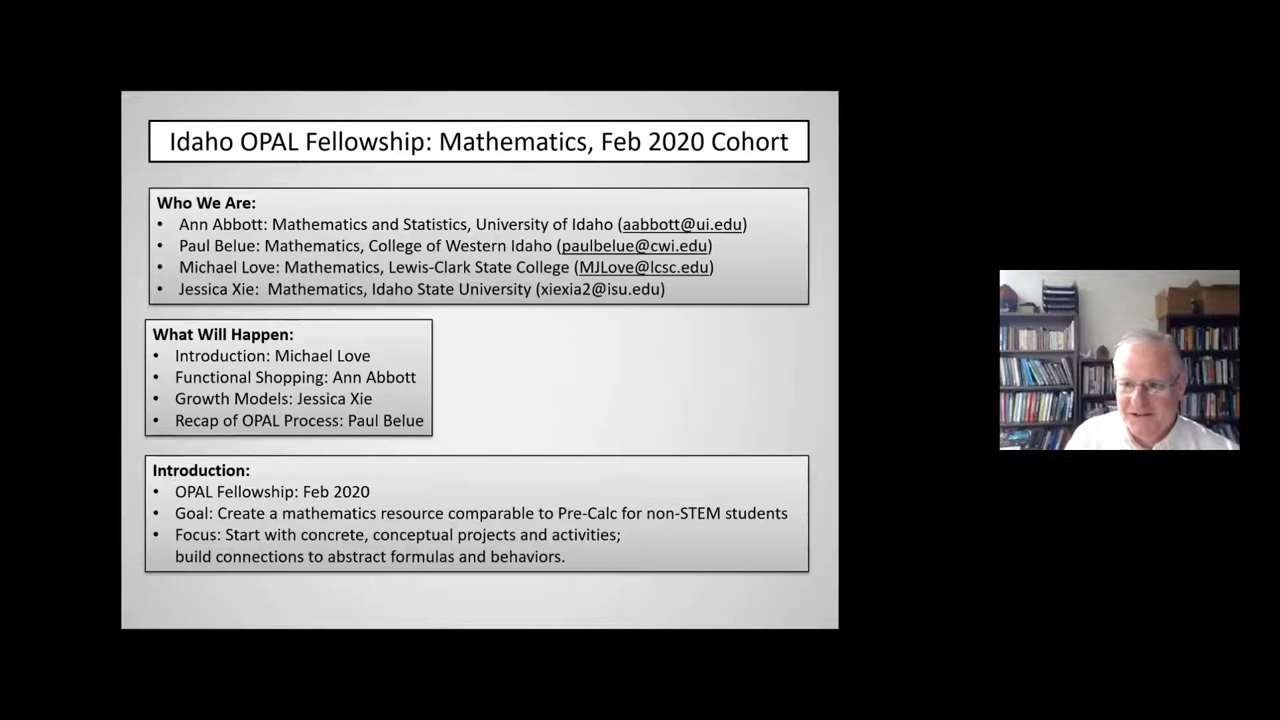 Idaho OPAL Fellowship: Mathematics, Feb 2020 Cohort
Who We Are:
• Ann Abbott: Mathematics and Statistics, University of Idaho (aabbott@ui.edu)
• Paul Belue: Mathematics, College of Western Idaho (paulbelue@cwi.edu)
• Michael Love: Mathematics, Lewis-Clark State College (MJLove@lcsc.edu)
• Jessica Xie: Mathematics, Idaho State University (xiexia2@isu.edu)
What Will Happen:
• Introduction: Michael Love
• Functional Shopping: Ann Abbott
• Growth Models: Jessica Xie
• Recap of OPAL Process: Paul Belue
Introduction:
• OPAL Fellowship: Feb 2020
• Goal: Create a mathematics resource comparable to Pre-Calc for non-STEM students
• Focus: Start with concrete, conceptual projects and activities;
build connections to abstract formulas and behaviors.